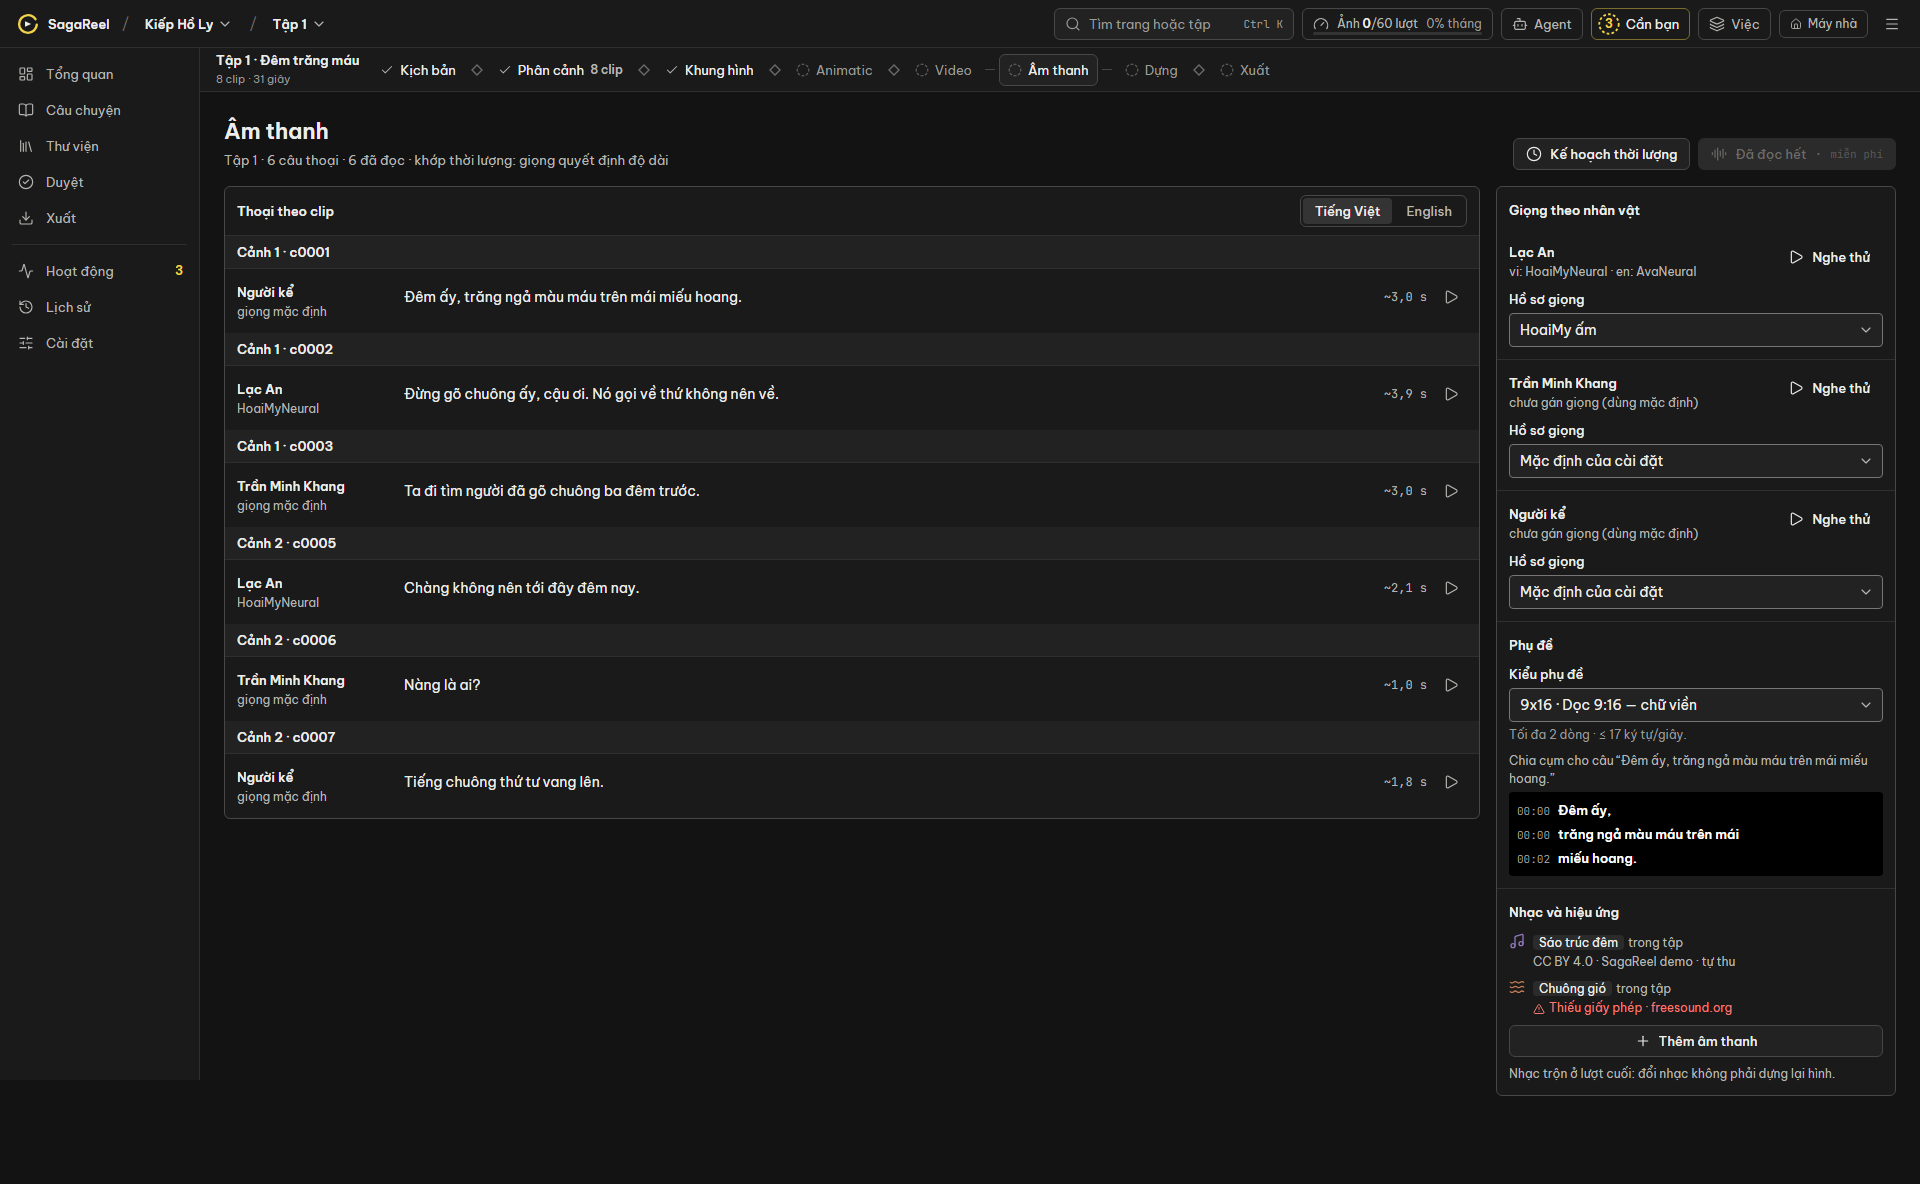 SagaReel / Kiếp Hồ Ly / Tập 1
Tìm trang hoặc tập Ctrl K
Ảnh 0/60 lượt 0% tháng
Agent
3 Cần bạn
Việc
Máy nhà
Tổng quan
Câu chuyện
Thư viện
Duyệt
Xuất
Hoạt động 3
Lịch sử
Cài đặt
Tập 1 · Đêm trăng máu
8 clip · 31 giây
Kịch bản
Phân cảnh 8 clip
Khung hình
Animatic
Video
Âm thanh
Dựng
Xuất
Âm thanh
Tập 1 · 6 câu thoại · 6 đã đọc · khớp thời lượng: giọng quyết định độ dài
Kế hoạch thời lượng
Đã đọc hết · miễn phí
Thoại theo clip
Tiếng Việt English
Cảnh 1 · c0001
Người kể
giọng mặc định
Đêm ấy, trăng ngả màu máu trên mái miếu hoang.
~3,0 s
Cảnh 1 · c0002
Lạc An
HoaiMyNeural
Đừng gõ chuông ấy, cậu ơi. Nó gọi về thứ không nên về.
~3,9 s
Cảnh 1 · c0003
Trần Minh Khang
giọng mặc định
Ta đi tìm người đã gõ chuông ba đêm trước.
~3,0 s
Cảnh 2 · c0005
Lạc An
HoaiMyNeural
Chàng không nên tới đây đêm nay.
~2,1 s
Cảnh 2 · c0006
Trần Minh Khang
giọng mặc định
Nàng là ai?
~1,0 s
Cảnh 2 · c0007
Người kể
giọng mặc định
Tiếng chuông thứ tư vang lên.
~1,8 s
Giọng theo nhân vật
Lạc An
vi: HoaiMyNeural · en: AvaNeural
Nghe thử
Hồ sơ giọng
HoaiMy ấm
Trần Minh Khang
chưa gán giọng (dùng mặc định)
Nghe thử
Hồ sơ giọng
Mặc định của cài đặt
Người kể
chưa gán giọng (dùng mặc định)
Nghe thử
Hồ sơ giọng
Mặc định của cài đặt
Phụ đề
Kiểu phụ đề
9x16 · Dọc 9:16 — chữ viền
Tối đa 2 dòng · ≤ 17 ký tự/giây.
Chia cụm cho câu “Đêm ấy, trăng ngả màu máu trên mái miếu
hoang.”
00:00 Đêm ấy,
00:00 trăng ngả màu máu trên mái
00:02 miếu hoang.
Nhạc và hiệu ứng
Sáo trúc đêm trong tập
CC BY 4.0 · SagaReel demo · tự thu
Chuông gió trong tập
Thiếu giấy phép · freesound.org
Thêm âm thanh
Nhạc trộn ở lượt cuối: đổi nhạc không phải dựng lại hình.